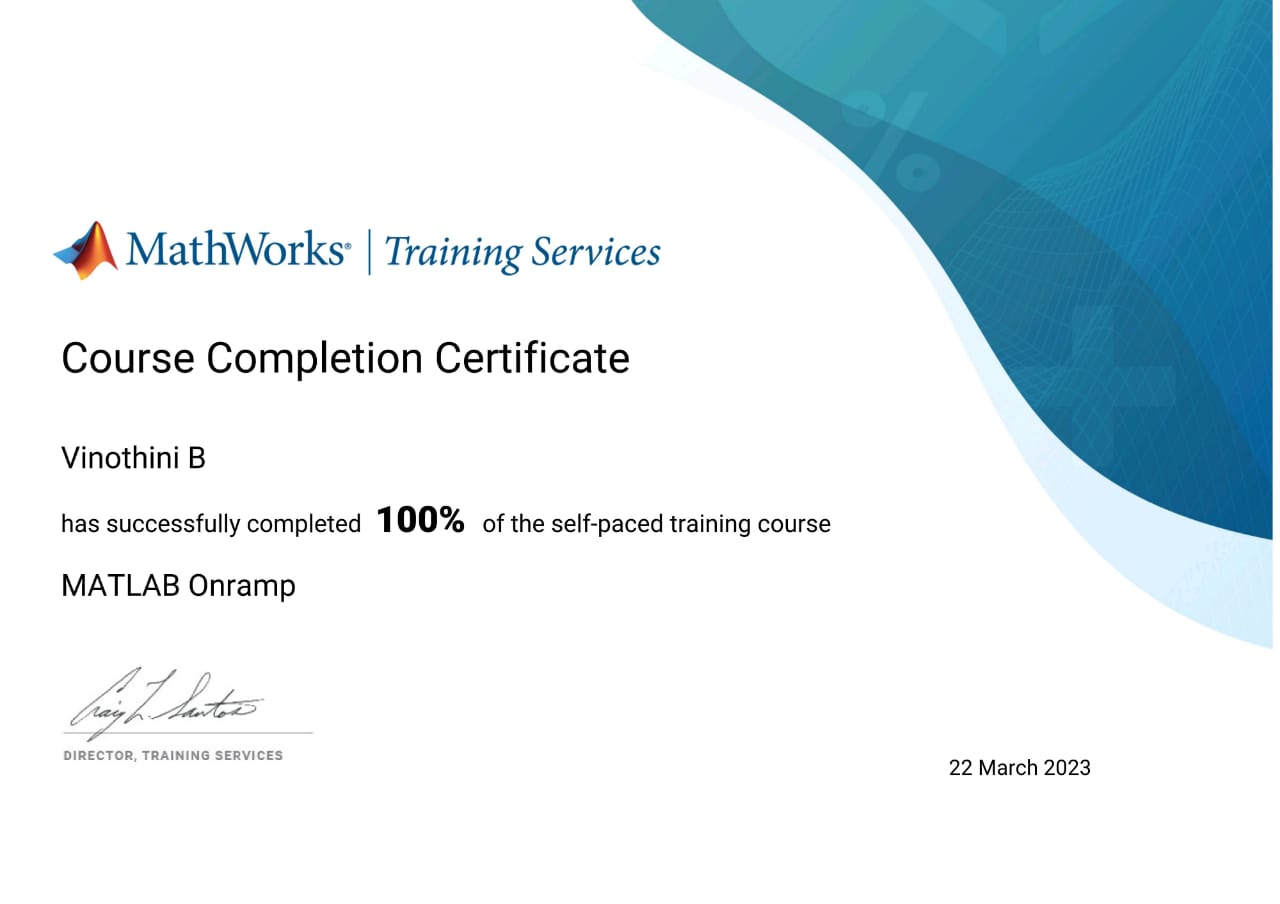 MathWorks® | Training Services
Course Completion Certificate
Vinothini B
has successfully completed 100% of the self-paced training course
MATLAB Onramp
Craig L. Santos
DIRECTOR, TRAINING SERVICES
22 March 2023